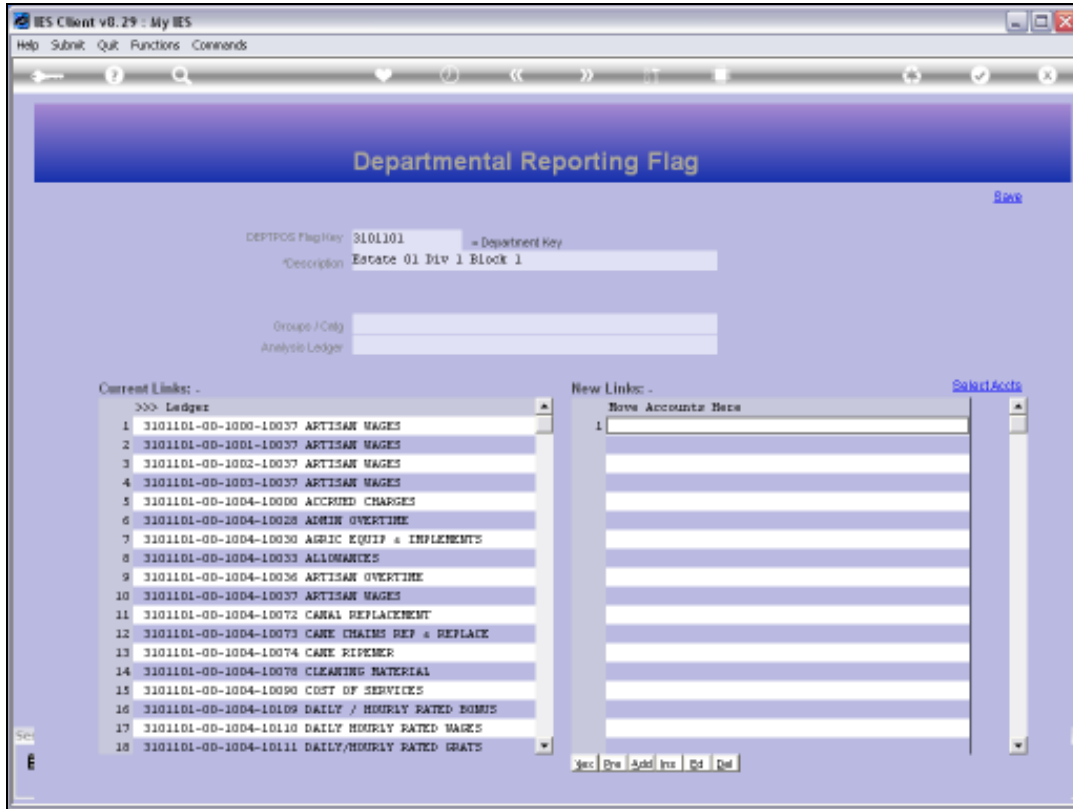 IES Client v8.29 : My IES
Help Submit Quit Functions Commands
Departmental Reporting Flag
Save
DEPTPOS Flag Key 3101101 = Department Key
*Description Estate 01 Div 1 Block 1
Groups / Catg
Analysis Ledger
Current Links: - New Links: - Select Accts
>>> Ledger Move Accounts Here
1 3101101-00-1000-10037 ARTISAN WAGES 1
2 3101101-00-1001-10037 ARTISAN WAGES
3 3101101-00-1002-10037 ARTISAN WAGES
4 3101101-00-1003-10037 ARTISAN WAGES
5 3101101-00-1004-10000 ACCRUED CHARGES
6 3101101-00-1004-10028 ADMIN OVERTIME
7 3101101-00-1004-10030 AGRIC EQUIP & IMPLEMENTS
8 3101101-00-1004-10033 ALLOWANCES
9 3101101-00-1004-10036 ARTISAN OVERTIME
10 3101101-00-1004-10037 ARTISAN WAGES
11 3101101-00-1004-10072 CANAL REPLACEMENT
12 3101101-00-1004-10073 CANE CHAINS REP & REPLACE
13 3101101-00-1004-10074 CANE RIPENER
14 3101101-00-1004-10078 CLEANING MATERIAL
15 3101101-00-1004-10090 COST OF SERVICES
16 3101101-00-1004-10109 DAILY / HOURLY RATED BONUS
17 3101101-00-1004-10110 DAILY HOURLY RATED WAGES
18 3101101-00-1004-10111 DAILY/HOURLY RATED GRATS
Pre Add Ins Ed Del